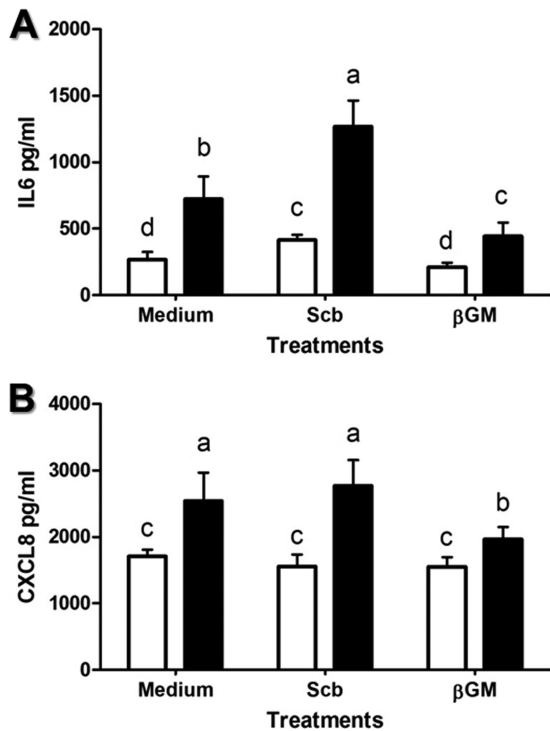 A
2000
1500
1000
500
0
IL6 pg/ml
d b c a d c
Medium Scb βGM
Treatments
B
4000
3000
2000
1000
0
CXCL8 pg/ml
c a c a c b
Medium Scb βGM
Treatments